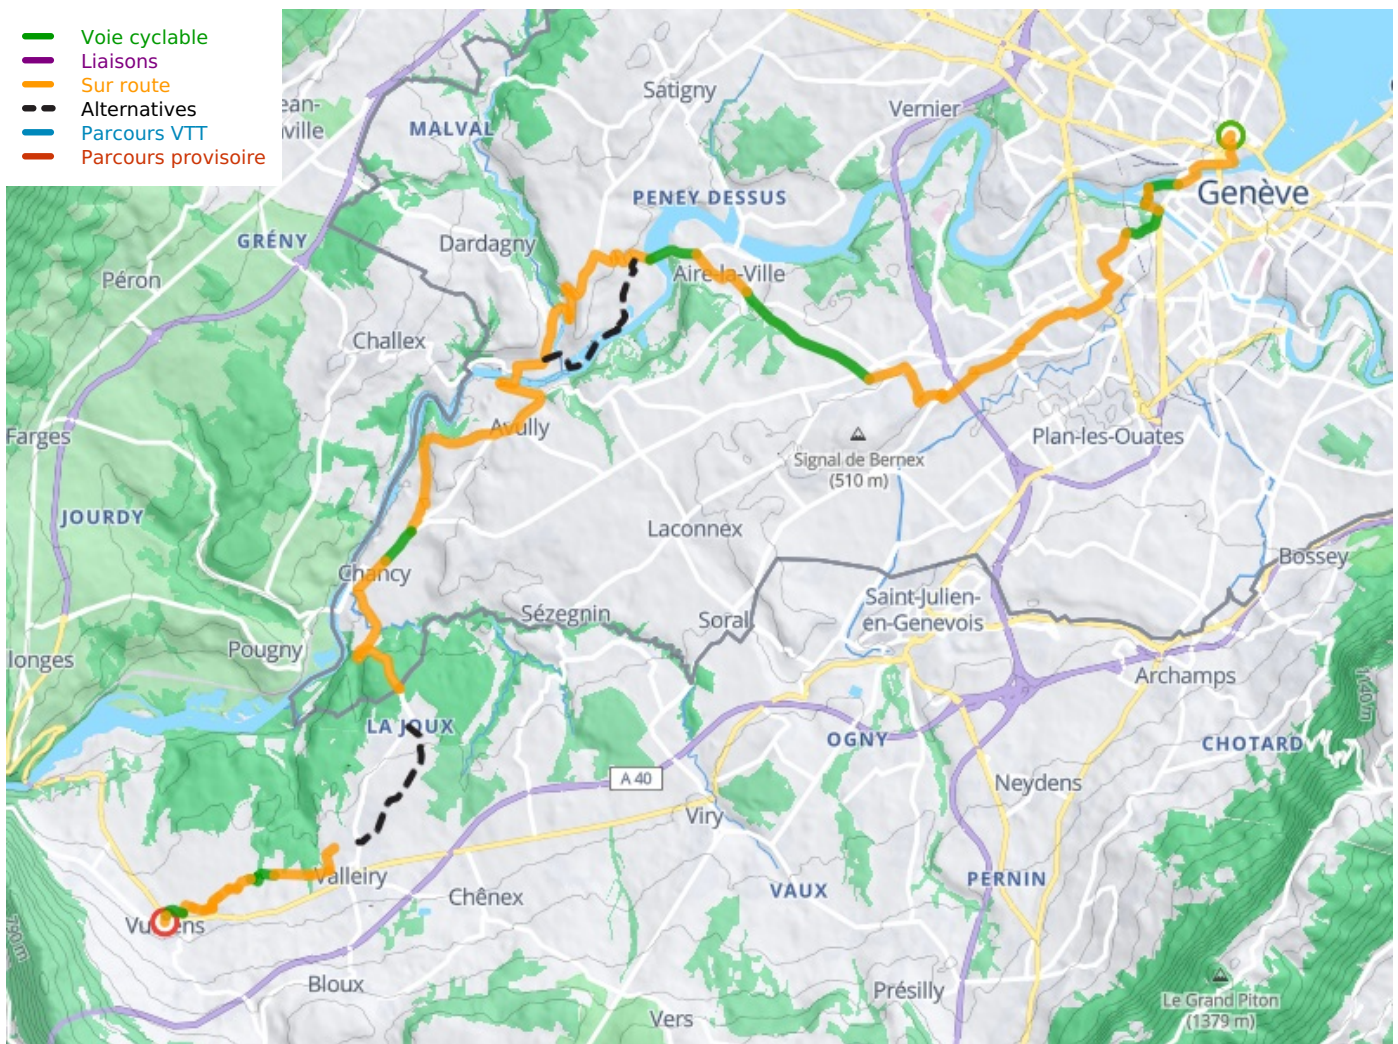 Voie cyclable
Liaisons
Sur route
Alternatives
Parcours VTT
Parcours provisoire
Satigny
ean-
ville
MALVAL
Vernier
PENEY DESSUS
Genève
GRÉNY
Dardagny
Péron
Aire-la-Ville
Challex
Farges
Avully
Plan-les-Ouates
Signal de Bernex
(510 m)
JOURDY
Laconnex
Bossey
Chancy
Sézegnin
Soral
Saint-Julien-
en-Genevois
Pougny
longes
Archamps
LA JOUX
OGNY
CHOTARD
A 40
Neydens
Viry
Valleiry
Chênex
VAUX
PERNIN
Bloux
Présilly
Le Grand Piton
(1379 m)
Vers